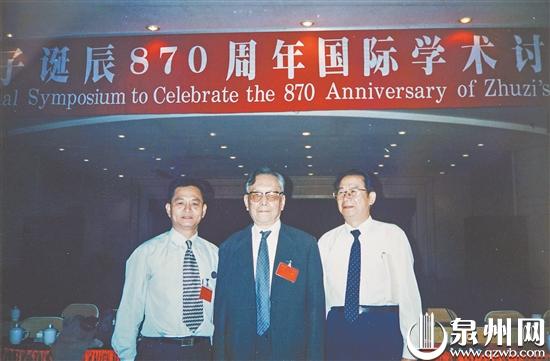 子诞辰870周年国际学术讨
al Symposium to Celebrate the 870 Anniversary of Zhuzi's
泉州网
www.qzwb.com